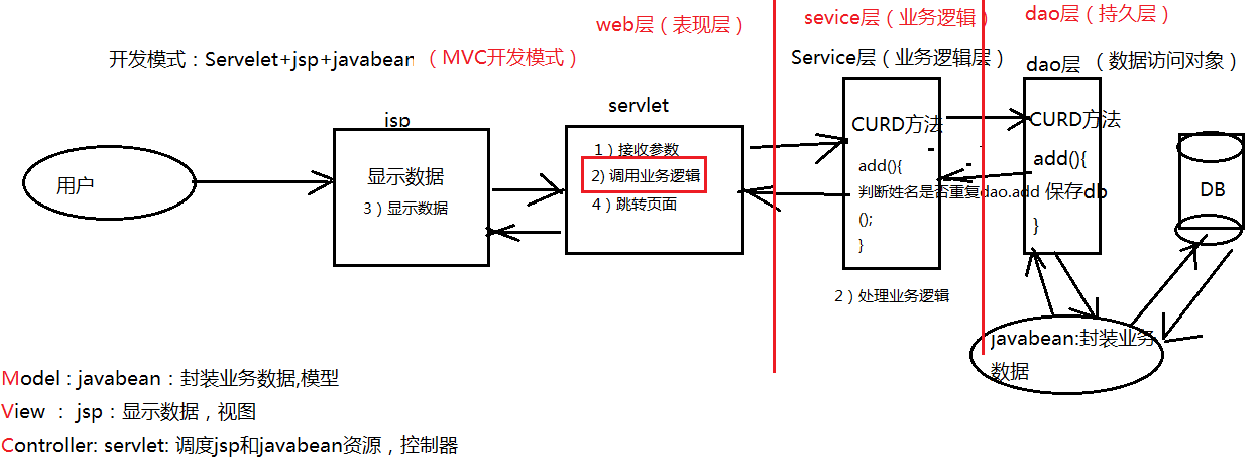 web层（表现层）
sevice层（业务逻辑）
dao层（持久层）
开发模式：Servelet+jsp+javabean（MVC开发模式）
Service层（业务逻辑层）
dao层（数据访问对象）
jsp
servlet
用户
显示数据
3）显示数据
1）接收参数
2) 调用业务逻辑
4）跳转页面
CURD方法
add(){
判断姓名是否重复dao.add
();
}
2）处理业务逻辑
CURD方法
add(){
保存db
}
DB
javabean:封装业务
数据
Model : javabean：封装业务数据,模型
View ： jsp：显示数据，视图
Controller: servlet: 调度jsp和javabean资源，控制器